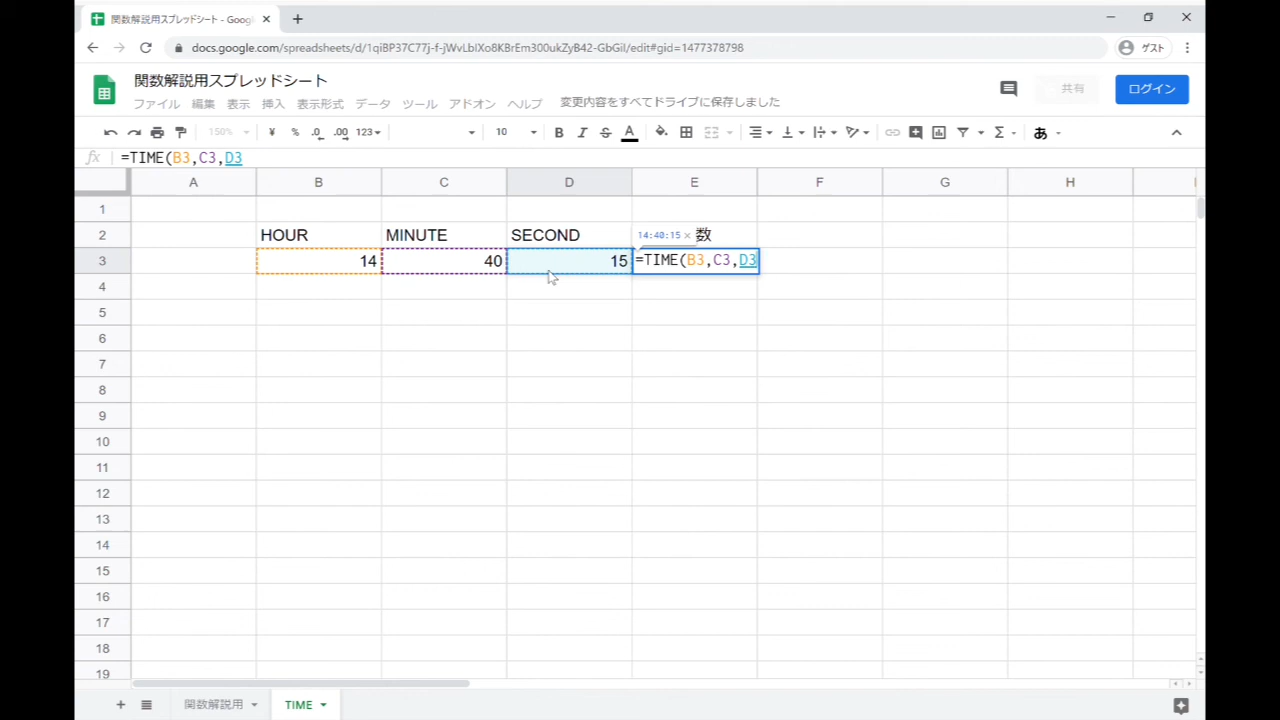 関数解説用スプレッドシート - Goog
docs.google.com/spreadsheets/d/1qiBP37C77j-f-jWvLbIXo8KBrEm300ukZyB42-GbGiI/edit#gid=1477378798
ゲスト
関数解説用スプレッドシート
共有
ログイン
ファイル 編集 表示 挿入 表示形式 データ ツール アドオン ヘルプ 変更内容をすべてドライブに保存しました
150% ¥ % .0 .00 123 10 B I S A Σ あ
fx =TIME(B3,C3,D3
A B C D E F G H
1
2 HOUR MINUTE SECOND 14:40:15 × 数
3 14 40 15 =TIME(B3,C3,D3
4
5
6
7
8
9
10
11
12
13
14
15
16
17
18
19
関数解説用 TIME